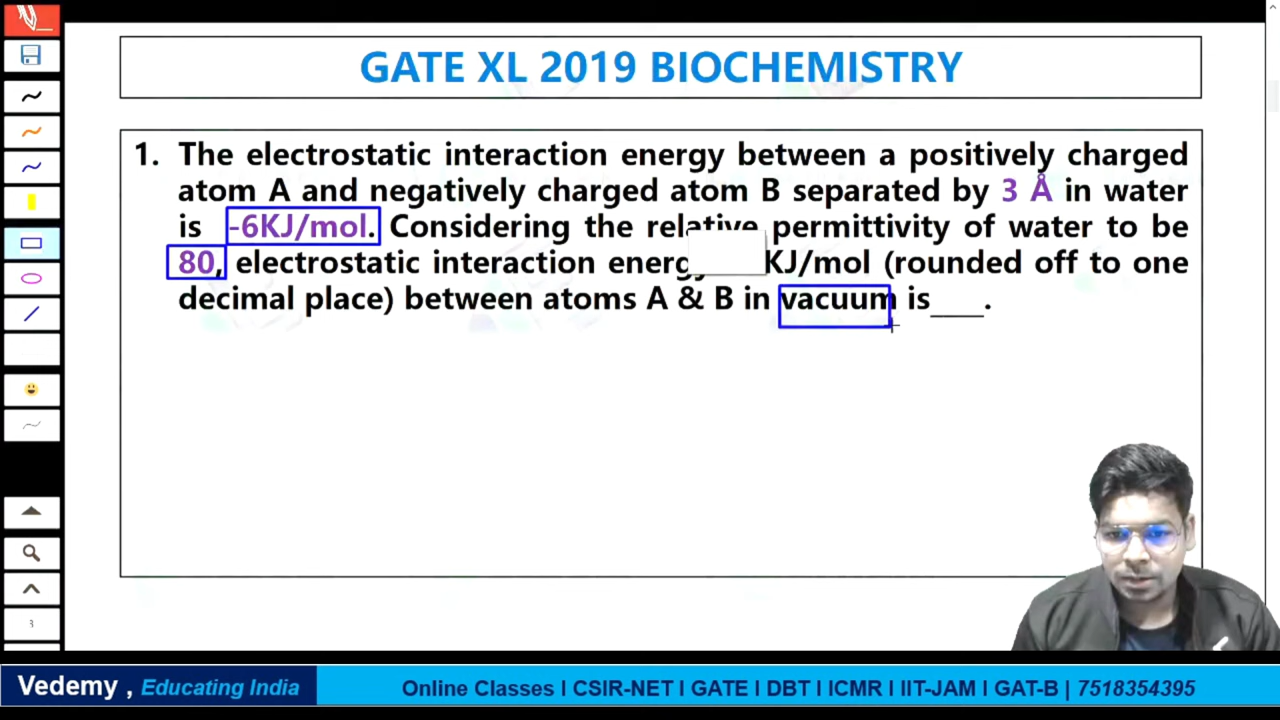 GATE XL 2019 BIOCHEMISTRY
1. The electrostatic interaction energy between a positively charged
atom A and negatively charged atom B separated by 3 Å in water
is -6KJ/mol. Considering the relative permittivity of water to be
80, electrostatic interaction energy KJ/mol (rounded off to one
decimal place) between atoms A & B in vacuum is____.
Vedemy , Educating India
Online Classes I CSIR-NET I GATE I DBT I ICMR I IIT-JAM I GAT-B | 7518354395